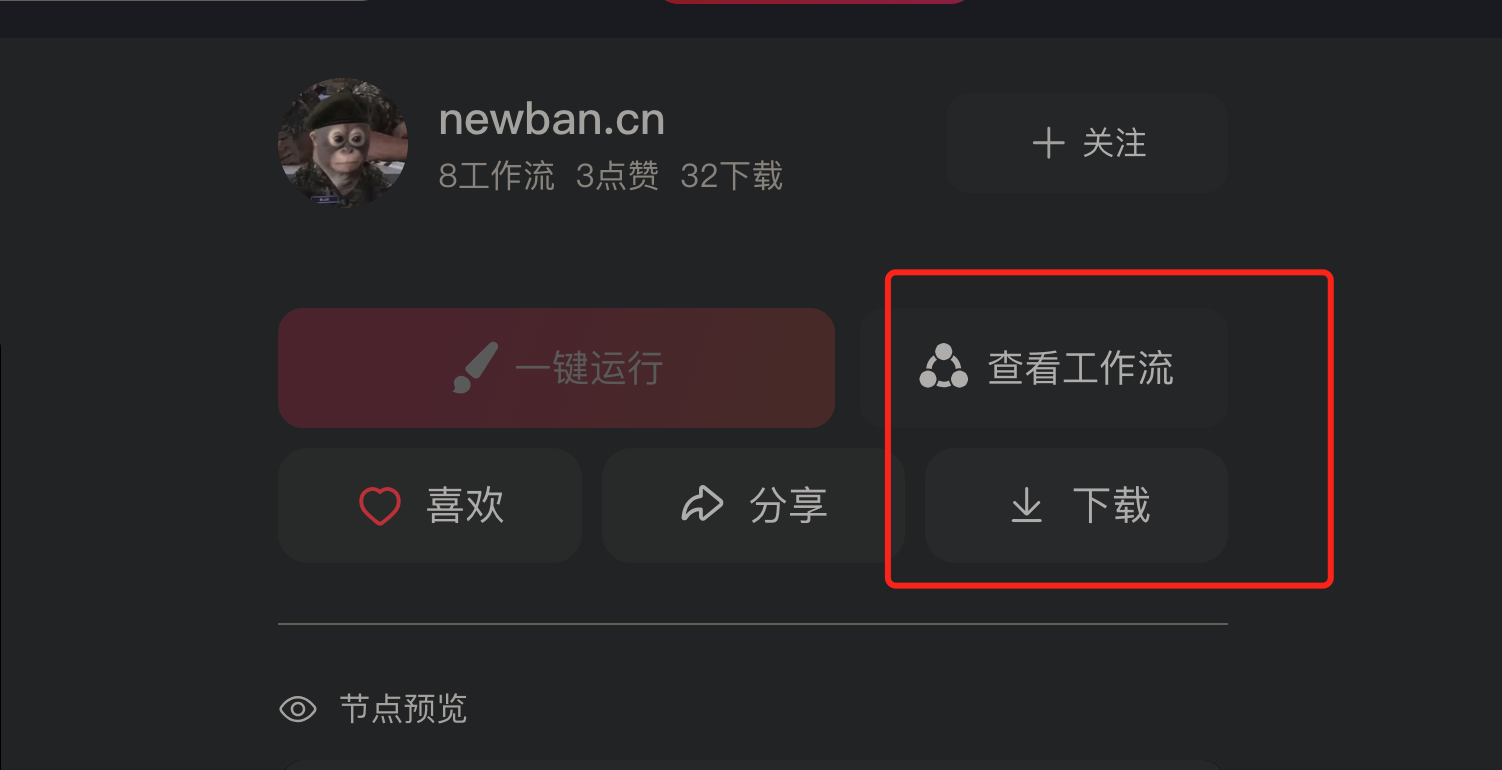 newban.cn
8工作流 3点赞 32下载
关注
一键运行
查看工作流
喜欢
分享
下载
节点预览